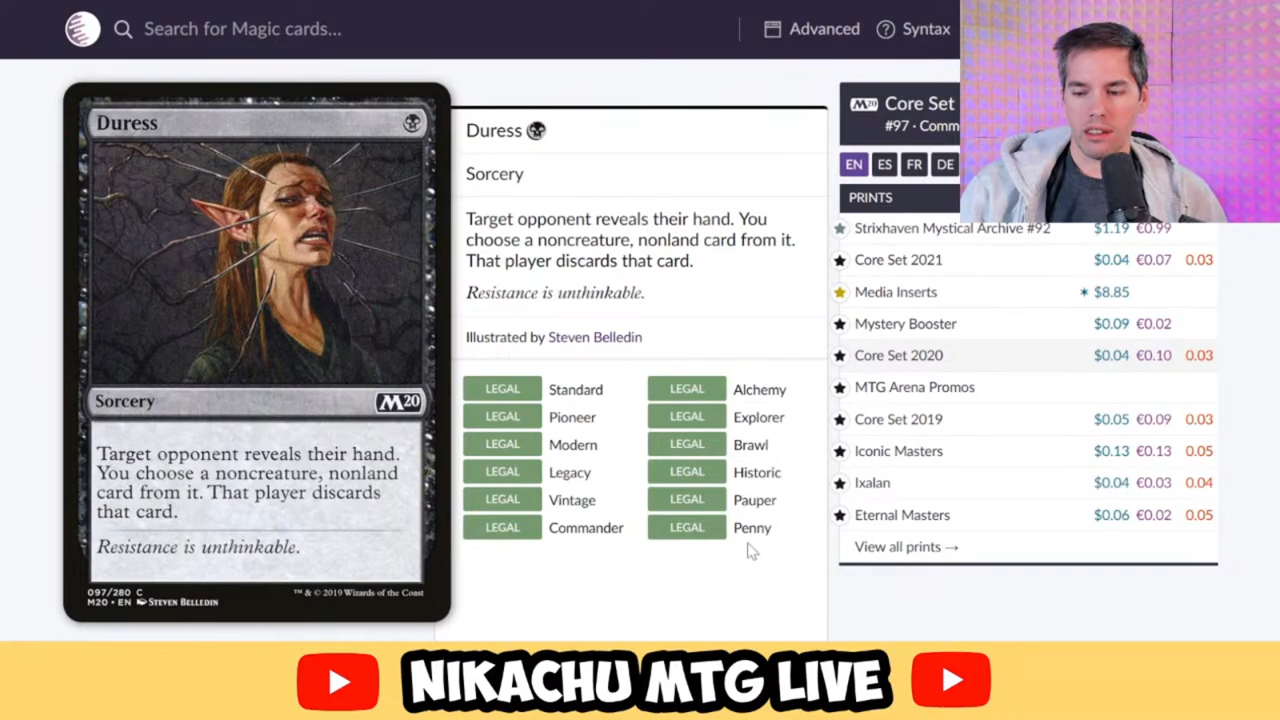 Search for Magic cards...
Advanced
Syntax
Duress
Sorcery
M20
Target opponent reveals their hand.
You choose a noncreature, nonland
card from it. That player discards
that card.
Resistance is unthinkable.
097/280 C
M20 • EN STEVEN BELLEDIN
™ & © 2019 Wizards of the Coast
Duress
Sorcery
Target opponent reveals their hand. You
choose a noncreature, nonland card from it.
That player discards that card.
Resistance is unthinkable.
Illustrated by Steven Belledin
LEGAL Standard LEGAL Alchemy
LEGAL Pioneer LEGAL Explorer
LEGAL Modern LEGAL Brawl
LEGAL Legacy LEGAL Historic
LEGAL Vintage LEGAL Pauper
LEGAL Commander LEGAL Penny
M20 Core Set
#97 · Comm
EN ES FR DE
PRINTS
Strixhaven Mystical Archive #92 $1.19 €0.99
Core Set 2021 $0.04 €0.07 0.03
Media Inserts ✶ $8.85
Mystery Booster $0.09 €0.02
Core Set 2020 $0.04 €0.10 0.03
MTG Arena Promos
Core Set 2019 $0.05 €0.09 0.03
Iconic Masters $0.13 €0.13 0.05
Ixalan $0.04 €0.03 0.04
Eternal Masters $0.06 €0.02 0.05
View all prints →
NIKACHU MTG LIVE